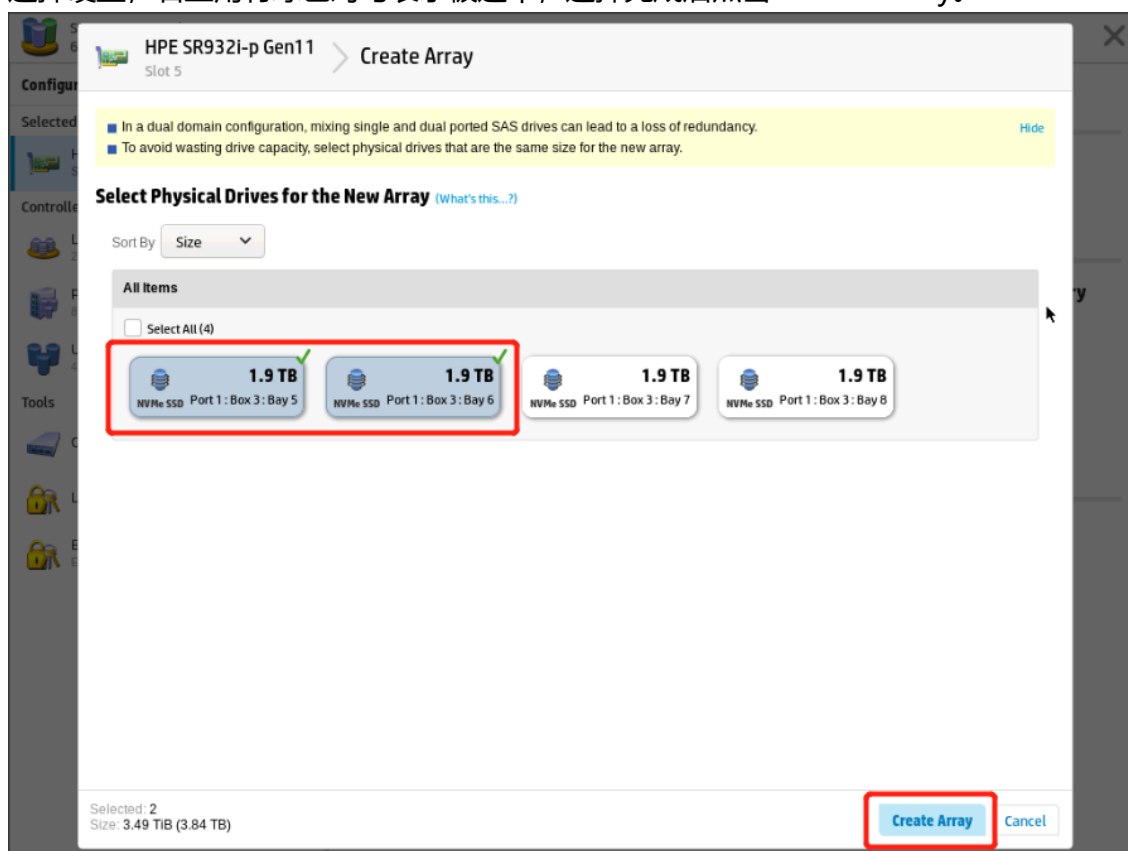 HPE SR932i-p Gen11
Slot 5
Create Array
Configur
Selected
Controlle
Tools
In a dual domain configuration, mixing single and dual ported SAS drives can lead to a loss of redundancy.
Hide
To avoid wasting drive capacity, select physical drives that are the same size for the new array.
Select Physical Drives for the New Array (What's this...?)
Sort By Size
All Items
Select All (4)
1.9 TB
NVMe SSD Port 1 : Box 3 : Bay 5
1.9 TB
NVMe SSD Port 1 : Box 3 : Bay 6
1.9 TB
NVMe SSD Port 1 : Box 3 : Bay 7
1.9 TB
NVMe SSD Port 1 : Box 3 : Bay 8
Selected: 2
Size: 3.49 TiB (3.84 TB)
Create Array
Cancel